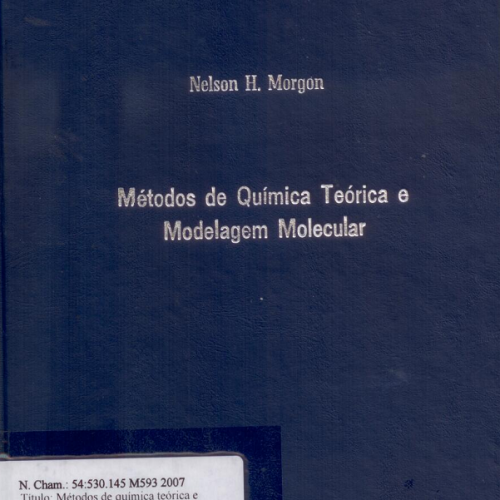 Nelson H. Morgon
Métodos de Química Teórica e
Modelagem Molecular
N. Cham.: 54:530.145 M593 2007
Título: Métodos de química teórica e